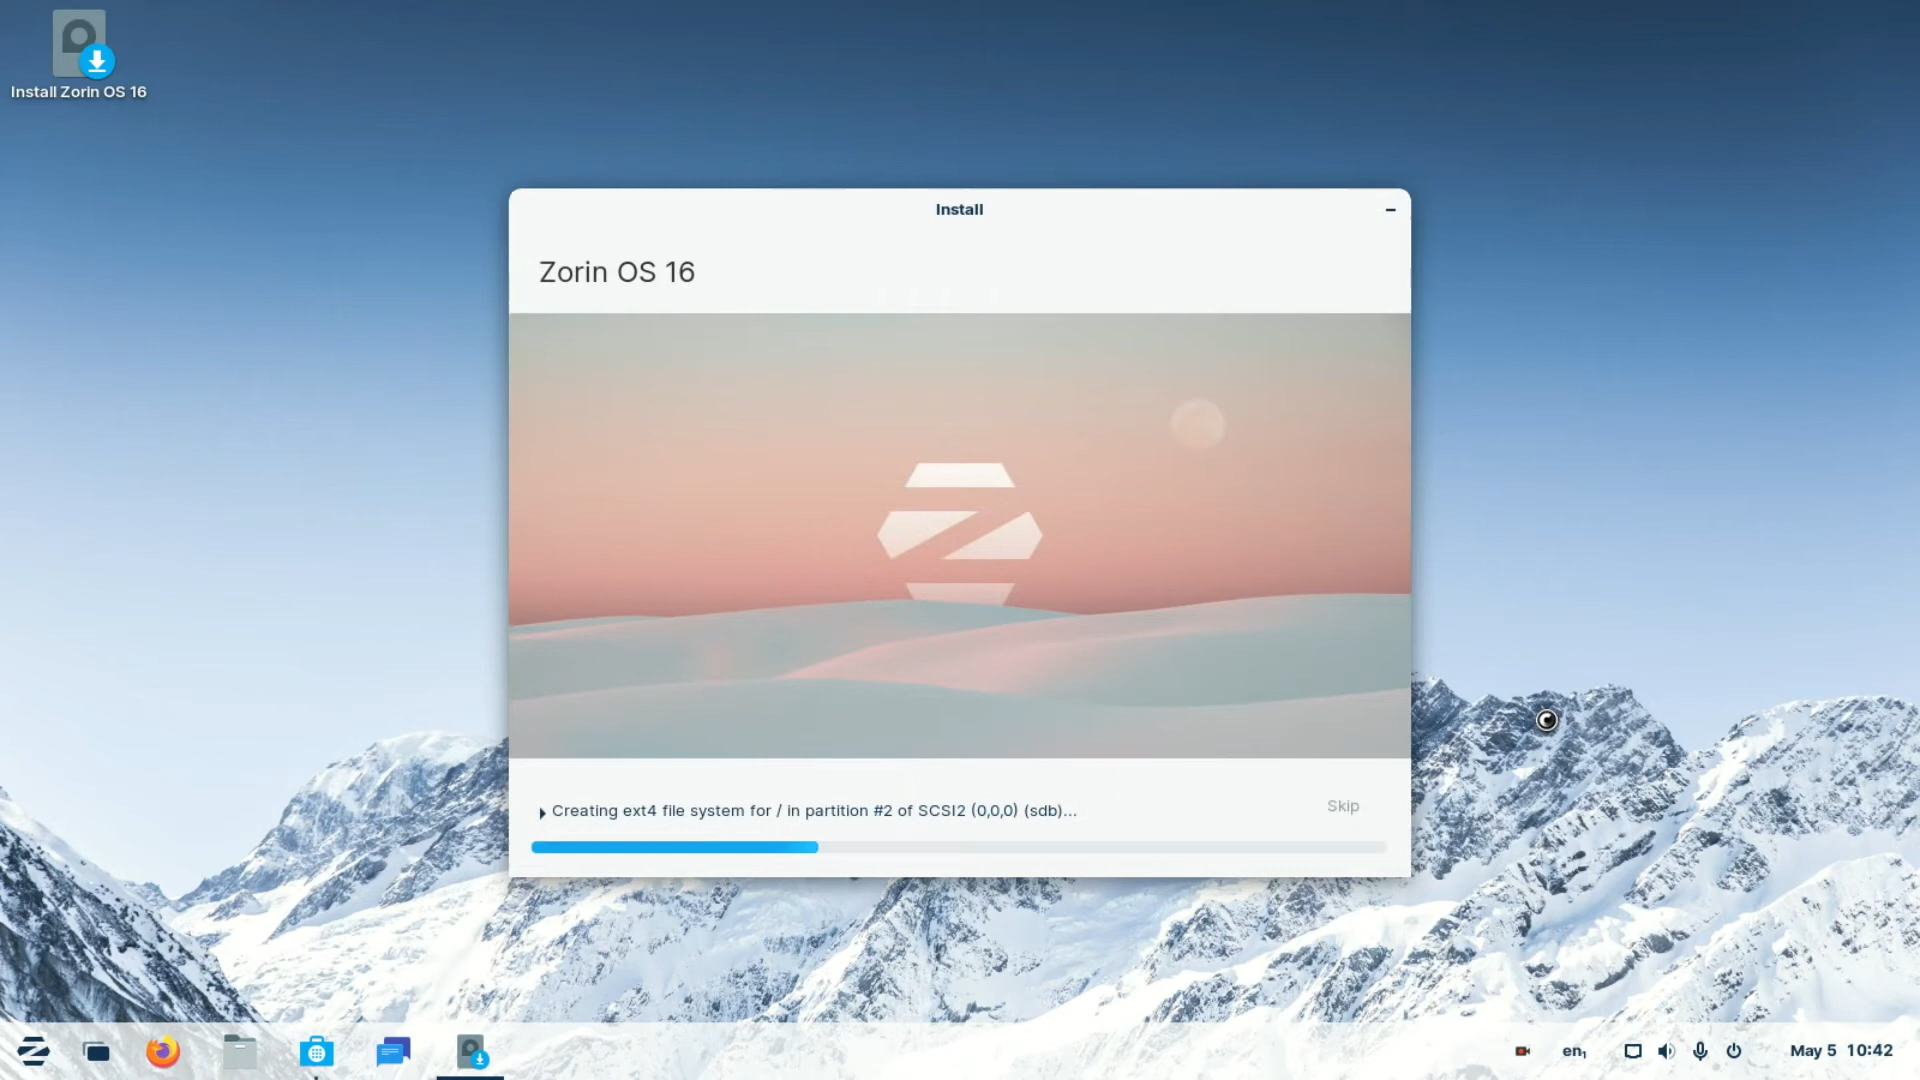 Install Zorin OS 16
Install
Zorin OS 16
Creating ext4 file system for / in partition #2 of SCSI2 (0,0,0) (sdb)...
Skip
en₁
May 5 10:42